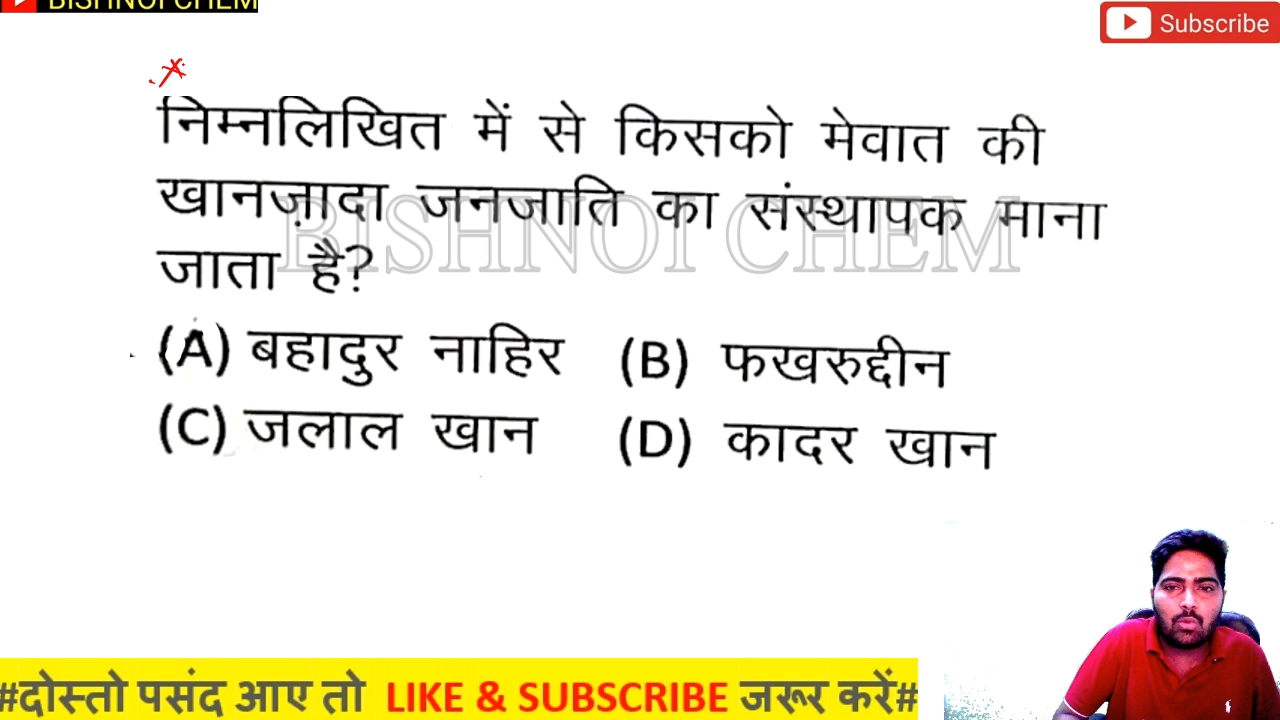 BISHNOI CHEM
Subscribe
निम्नलिखित में से किसको मेवात की
खानज़ादा जनजाति का संस्थापक माना
जाता है?
BISHNOI CHEM
(A) बहादुर नाहिर (B) फखरुद्दीन
(C) जलाल खान (D) कादर खान
#दोस्तो पसंद आए तो LIKE & SUBSCRIBE जरूर करें#